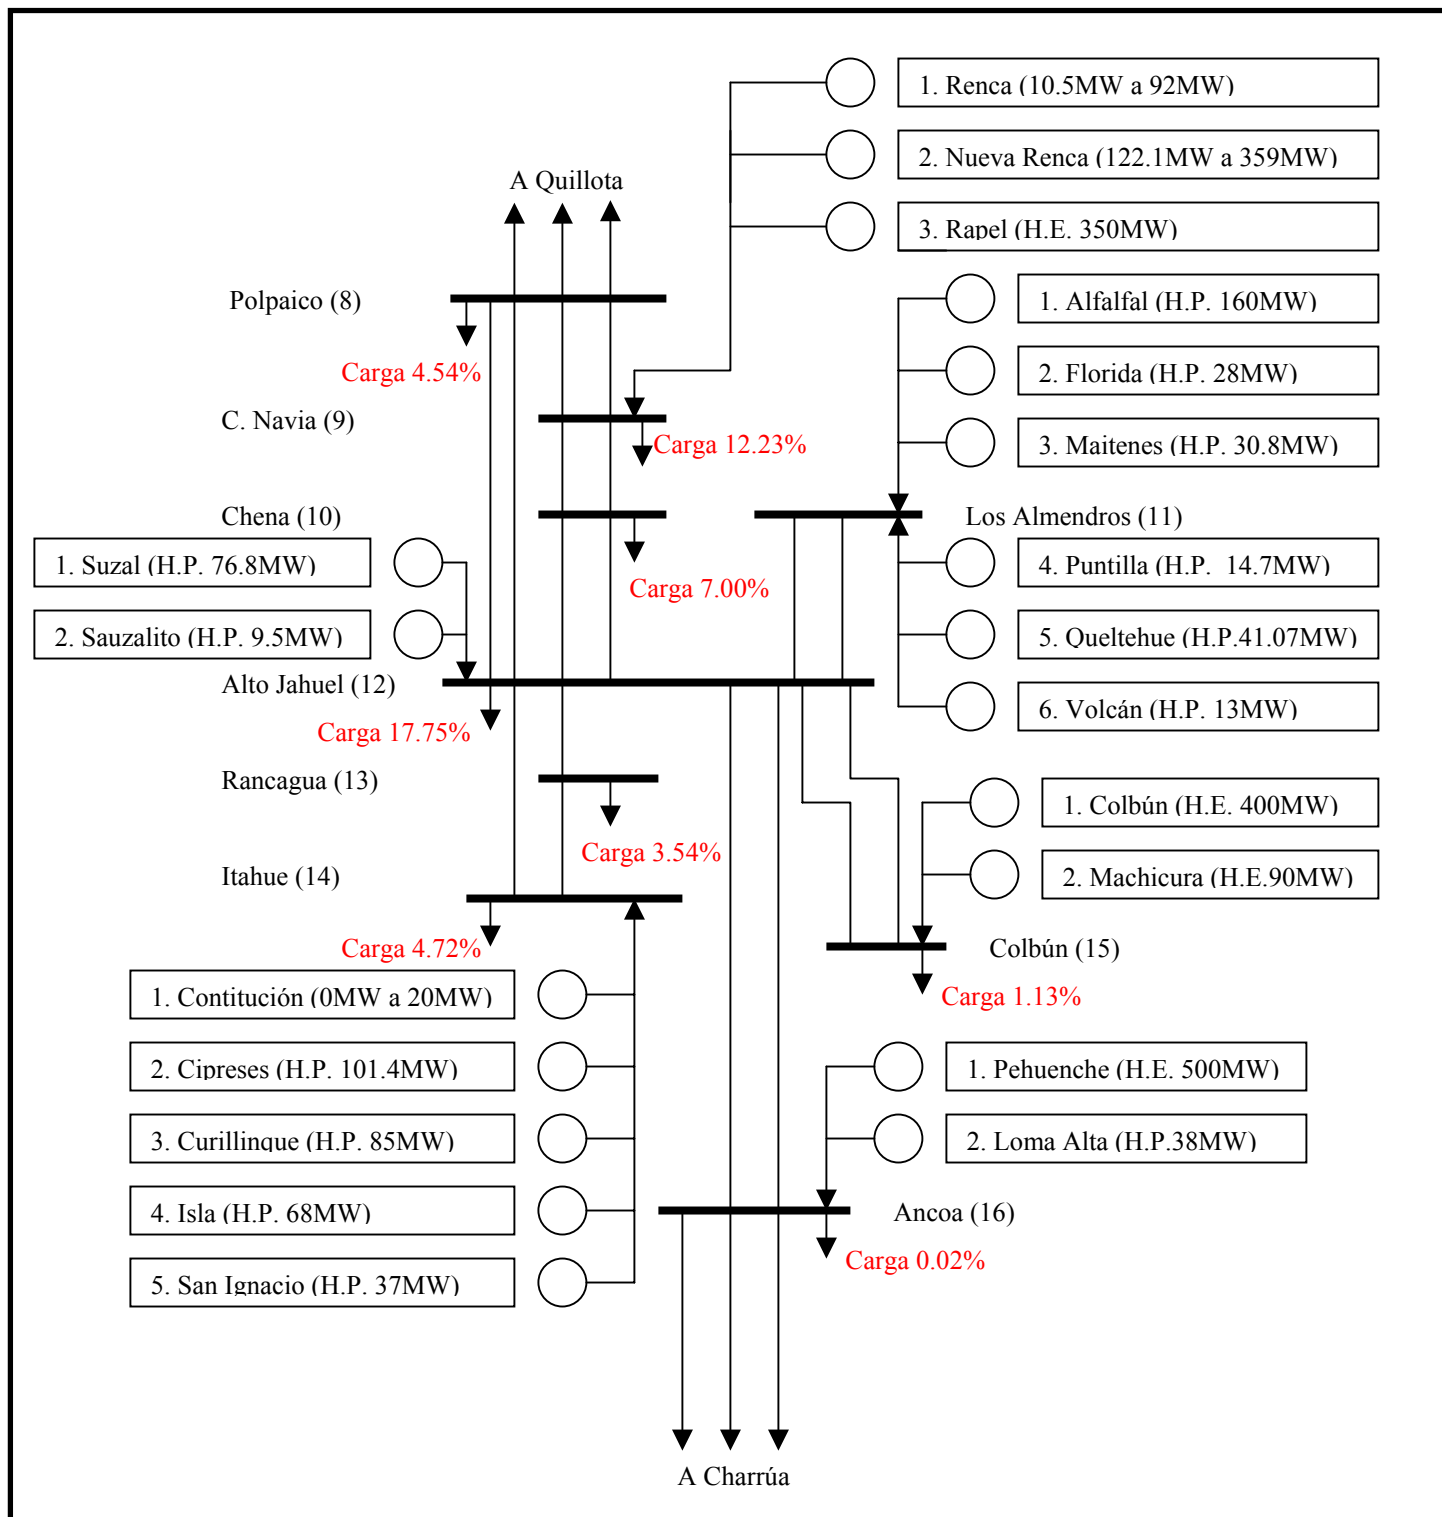 1. Renca (10.5MW a 92MW)
2. Nueva Renca (122.1MW a 359MW)
A Quillota
3. Rapel (H.E. 350MW)
Polpaico (8)
1. Alfalfal (H.P. 160MW)
Carga 4.54%
2. Florida (H.P. 28MW)
C. Navia (9)
Carga 12.23%
3. Maitenes (H.P. 30.8MW)
Chena (10)
Los Almendros (11)
1. Suzal (H.P. 76.8MW)
Carga 7.00%
4. Puntilla (H.P. 14.7MW)
2. Sauzalito (H.P. 9.5MW)
5. Queltehue (H.P.41.07MW)
Alto Jahuel (12)
6. Volcán (H.P. 13MW)
Carga 17.75%
Rancagua (13)
1. Colbún (H.E. 400MW)
Carga 3.54%
Itahue (14)
2. Machicura (H.E.90MW)
Carga 4.72%
Colbún (15)
1. Contitución (0MW a 20MW)
Carga 1.13%
2. Cipreses (H.P. 101.4MW)
1. Pehuenche (H.E. 500MW)
3. Curillinque (H.P. 85MW)
2. Loma Alta (H.P.38MW)
4. Isla (H.P. 68MW)
Ancoa (16)
Carga 0.02%
5. San Ignacio (H.P. 37MW)
A Charrúa